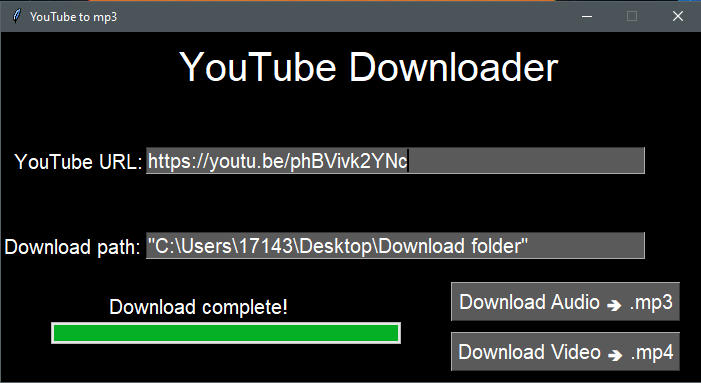 YouTube to mp3
YouTube Downloader
YouTube URL: https://youtu.be/phBVivk2YNc
Download path: "C:\Users\17143\Desktop\Download folder"
Download complete!
Download Audio 🡲 .mp3
Download Video 🡲 .mp4